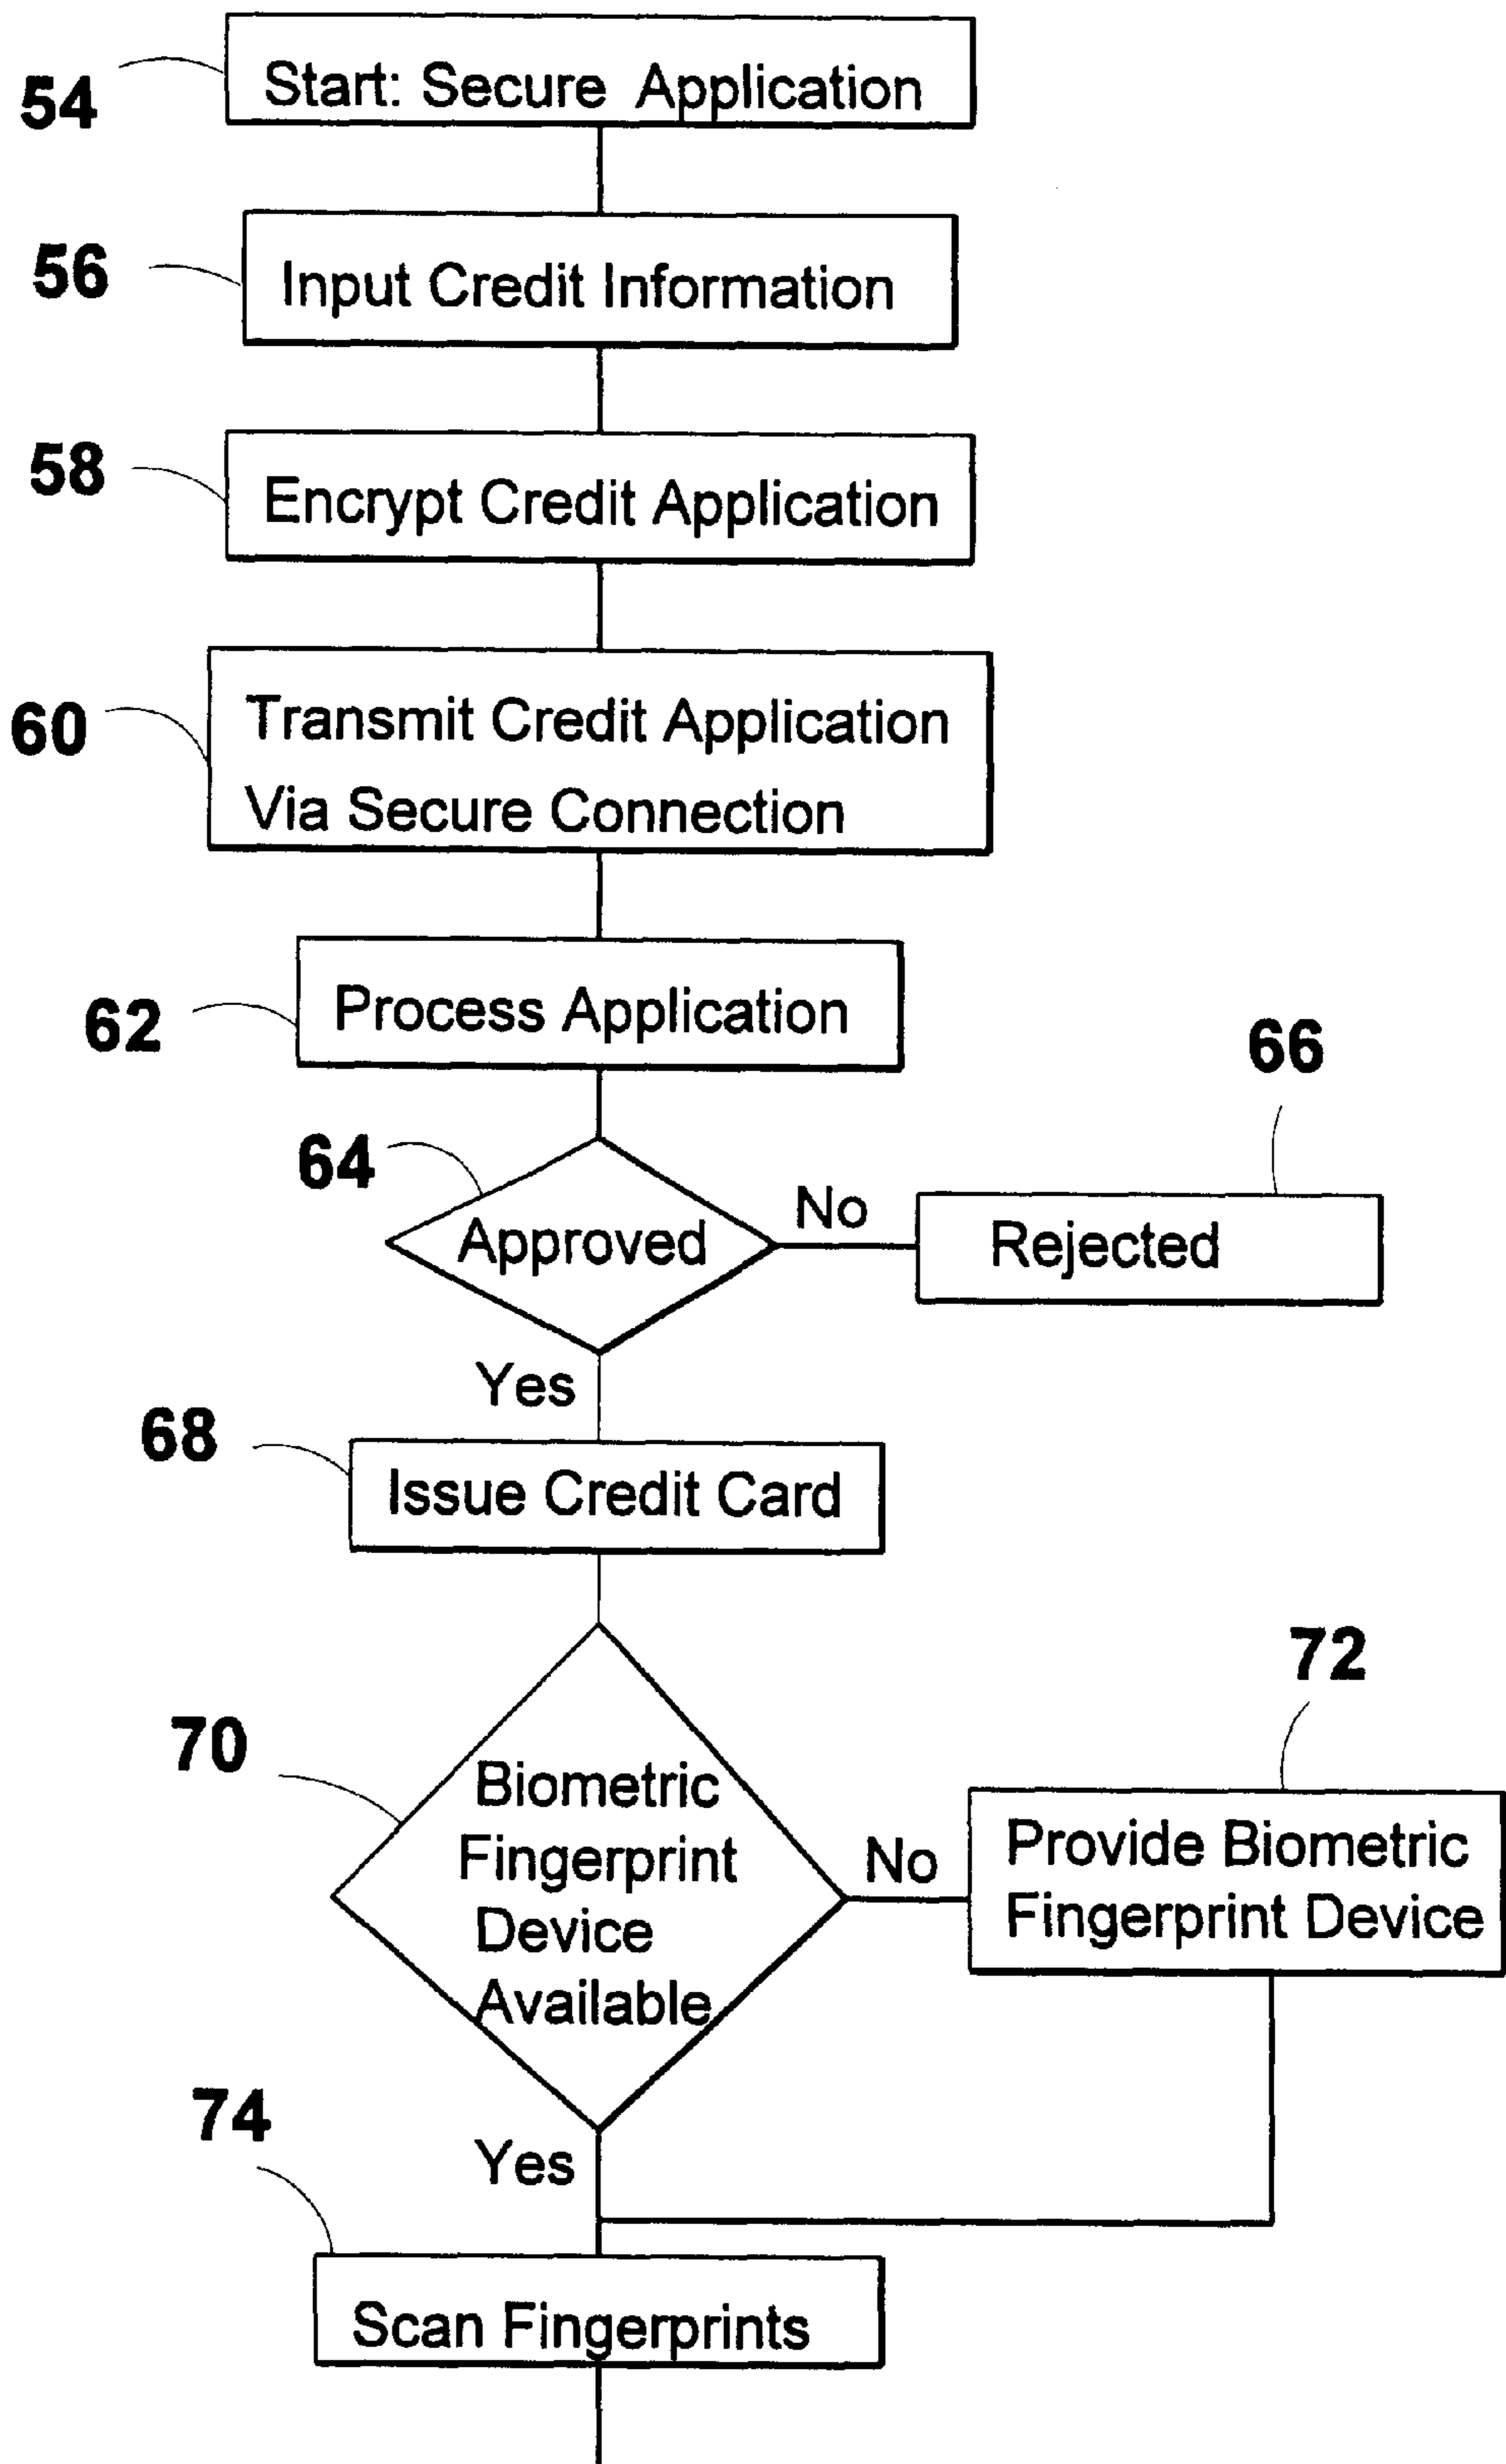 54
Start: Secure Application
56
Input Credit Information
58
Encrypt Credit Application
60
Transmit Credit Application
Via Secure Connection
62
Process Application
66
64
Approved
No
Rejected
Yes
68
Issue Credit Card
72
70
Biometric
Fingerprint
Device
Available
No
Provide Biometric
Fingerprint Device
74
Yes
Scan Fingerprints